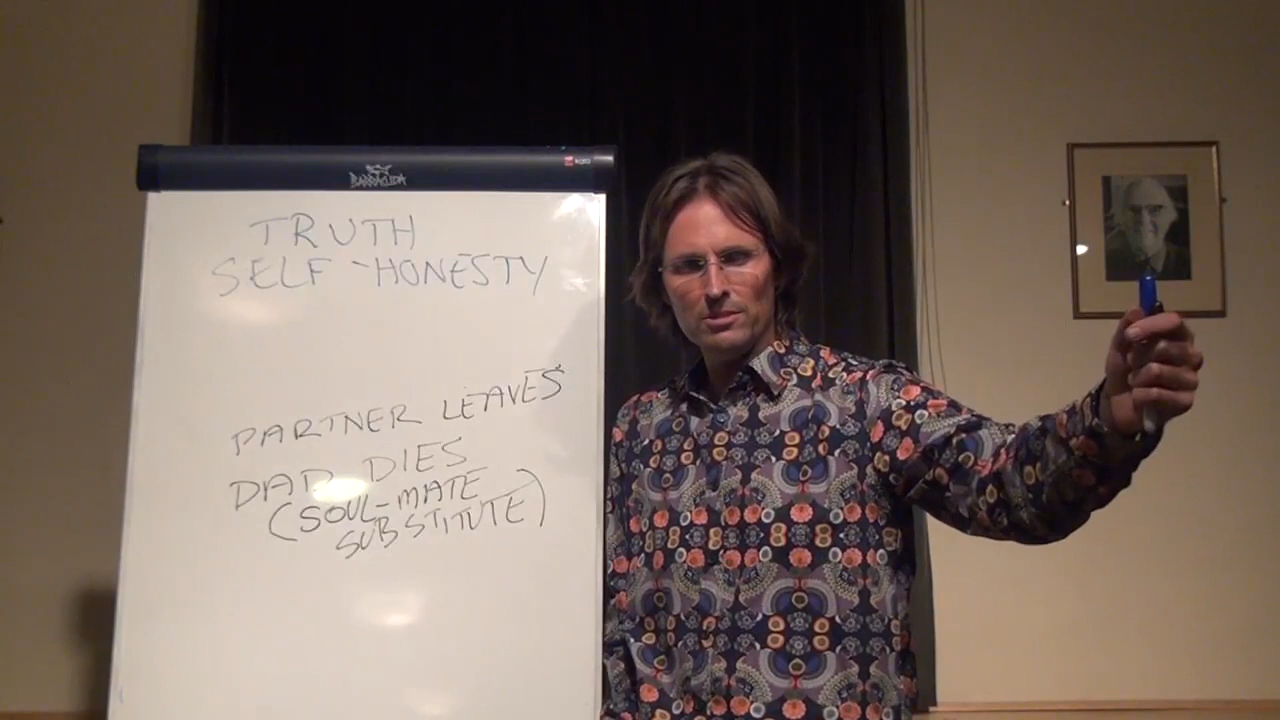 BARRACUDA
TRUTH
SELF-HONESTY
PARTNER LEAVES
DAD DIES
(SOUL-MATE
SUBSTITUTE)